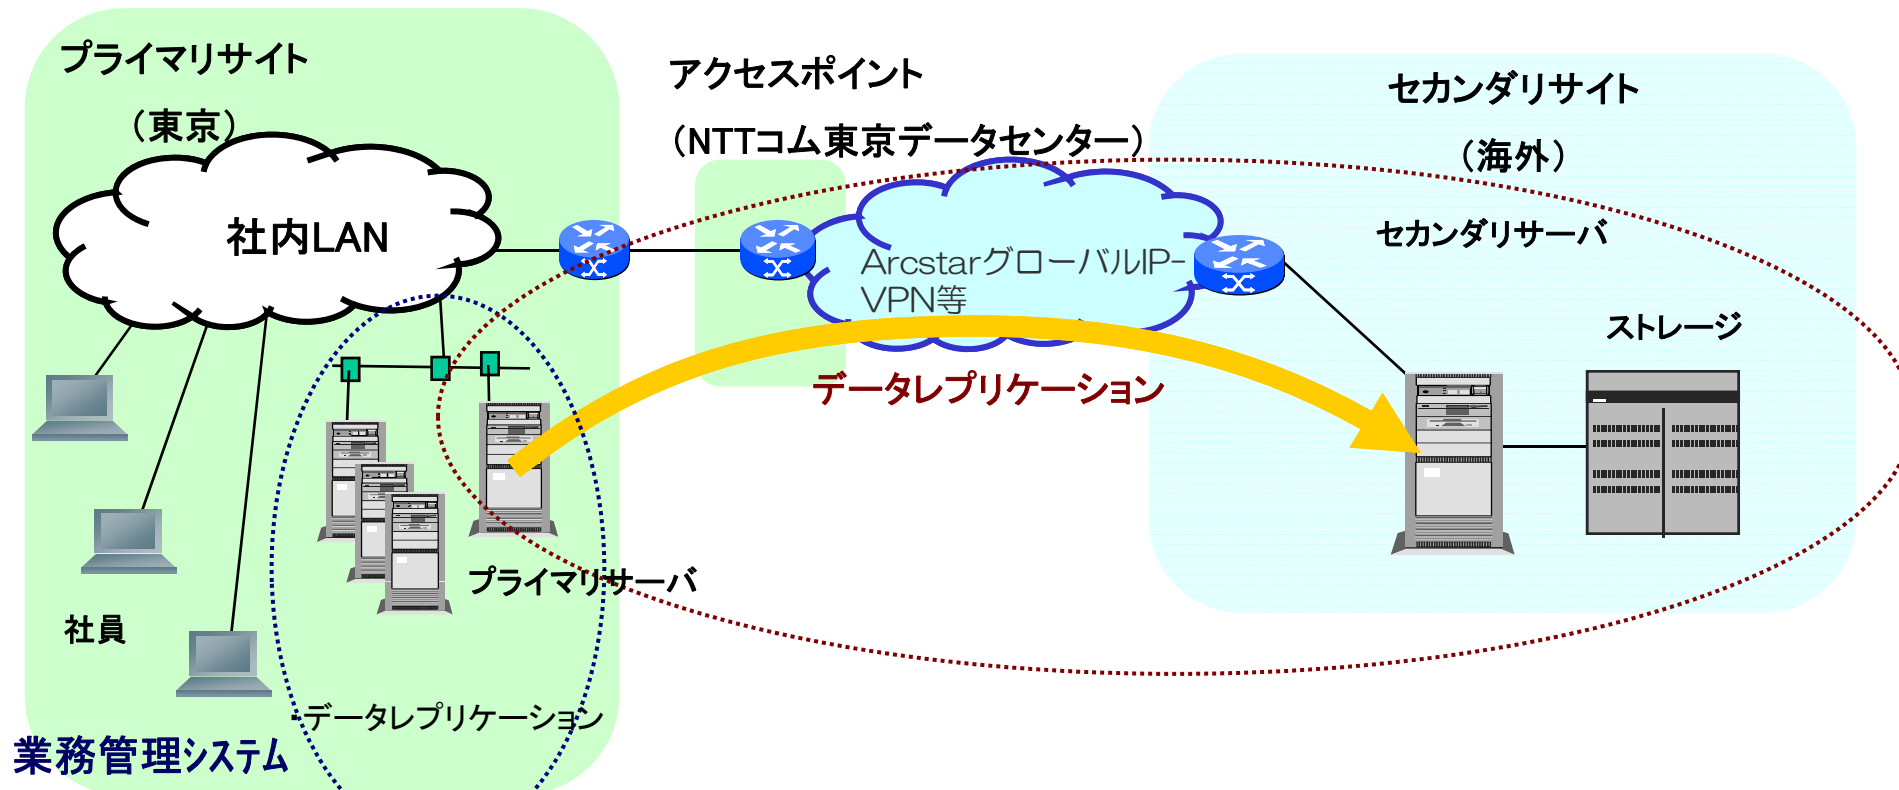 プライマリサイト
（東京）
アクセスポイント
（NTTコム東京データセンター）
セカンダリサイト
（海外）
社内LAN
セカンダリサーバ
Arcstarグローバル IP-
VPN等
ストレージ
データレプリケーション
プライマリサーバ
社員
・データレプリケーション
業務管理システム